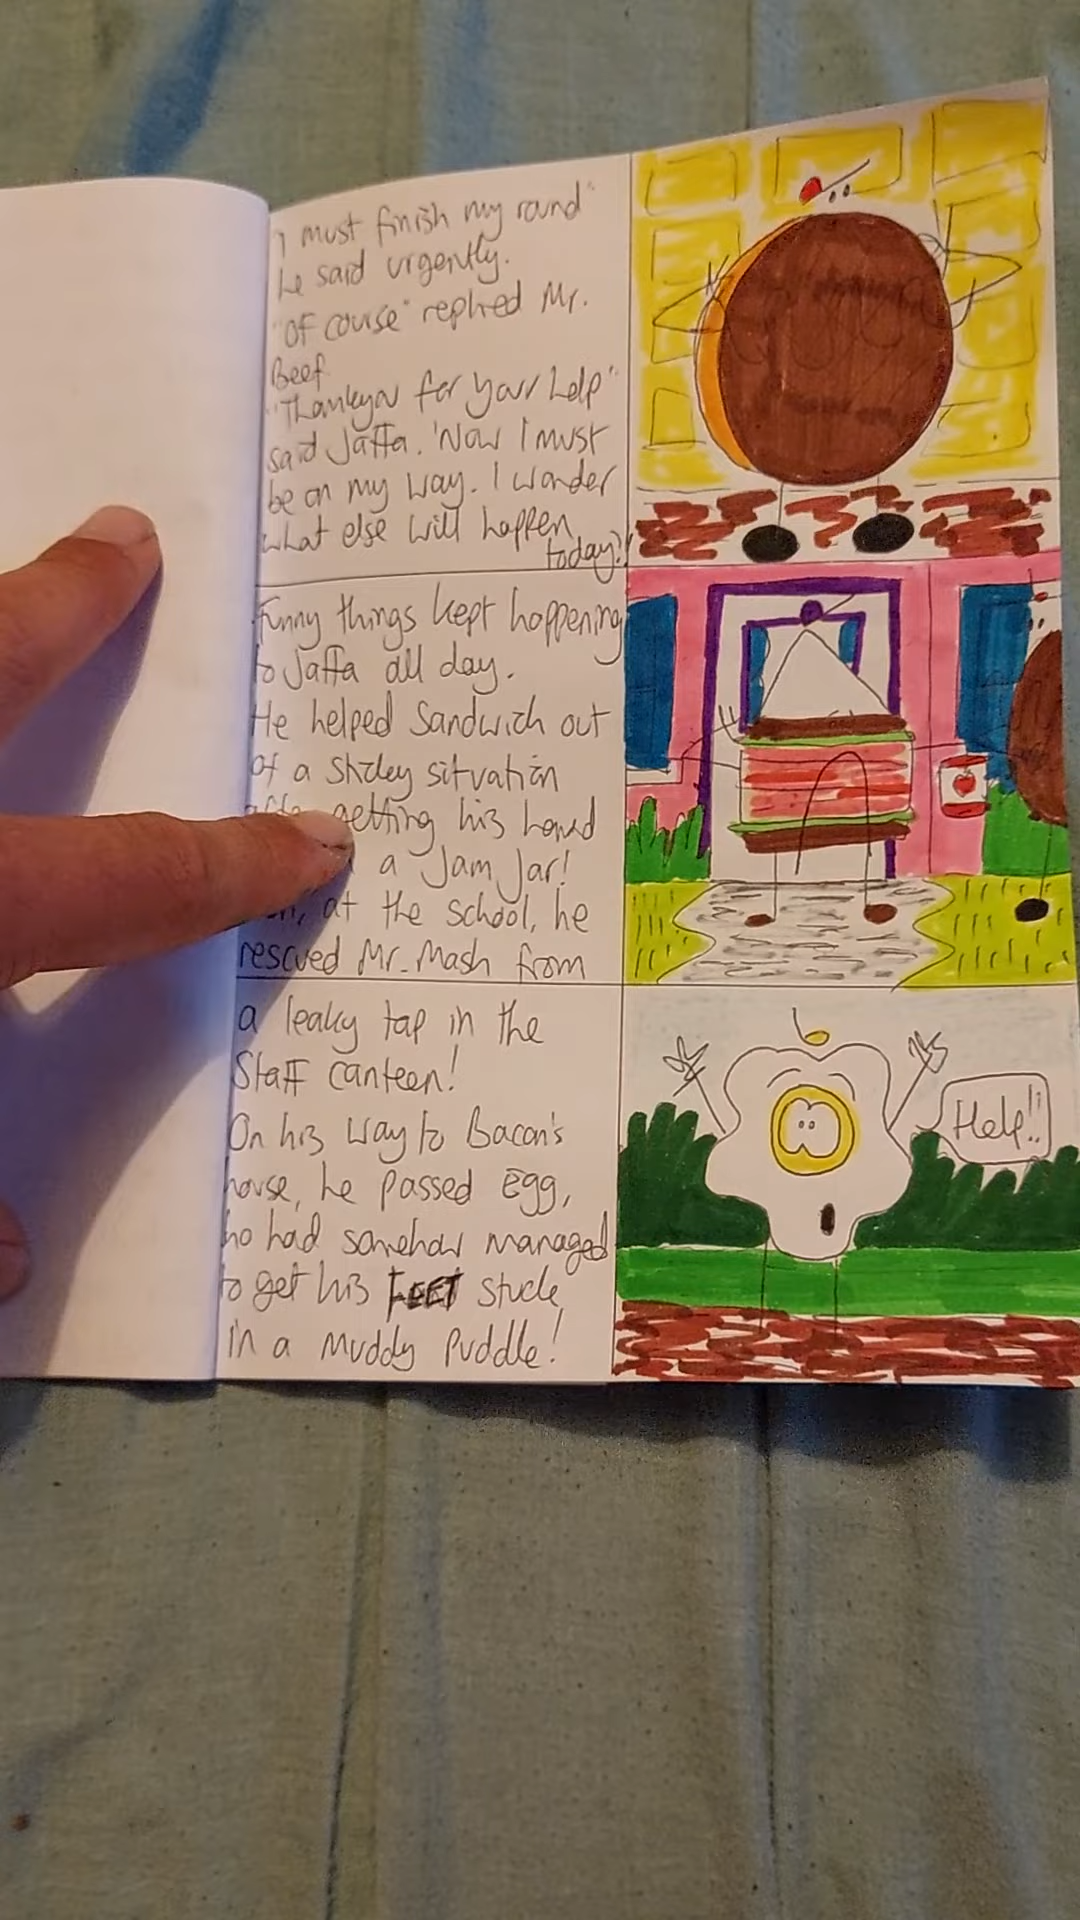 "I must finish my round"
he said urgently.
"Of course" replied Mr.
Beef.
"Thankyou for your help"
said Jaffa. 'Now I must
be on my way. I wonder
what else will happen
today?!
Funny things kept happening
to Jaffa all day.
He helped Sandwich out
of a sticky situation
after getting his hand
a Jam Jar!
at the school, he
rescued Mr. Mash from
a leaky tap in the
Staff canteen!
On his way to Bacon's
house, he passed Egg,
who had somehow managed
to get his FEET stuck
in a muddy puddle!
Help!!